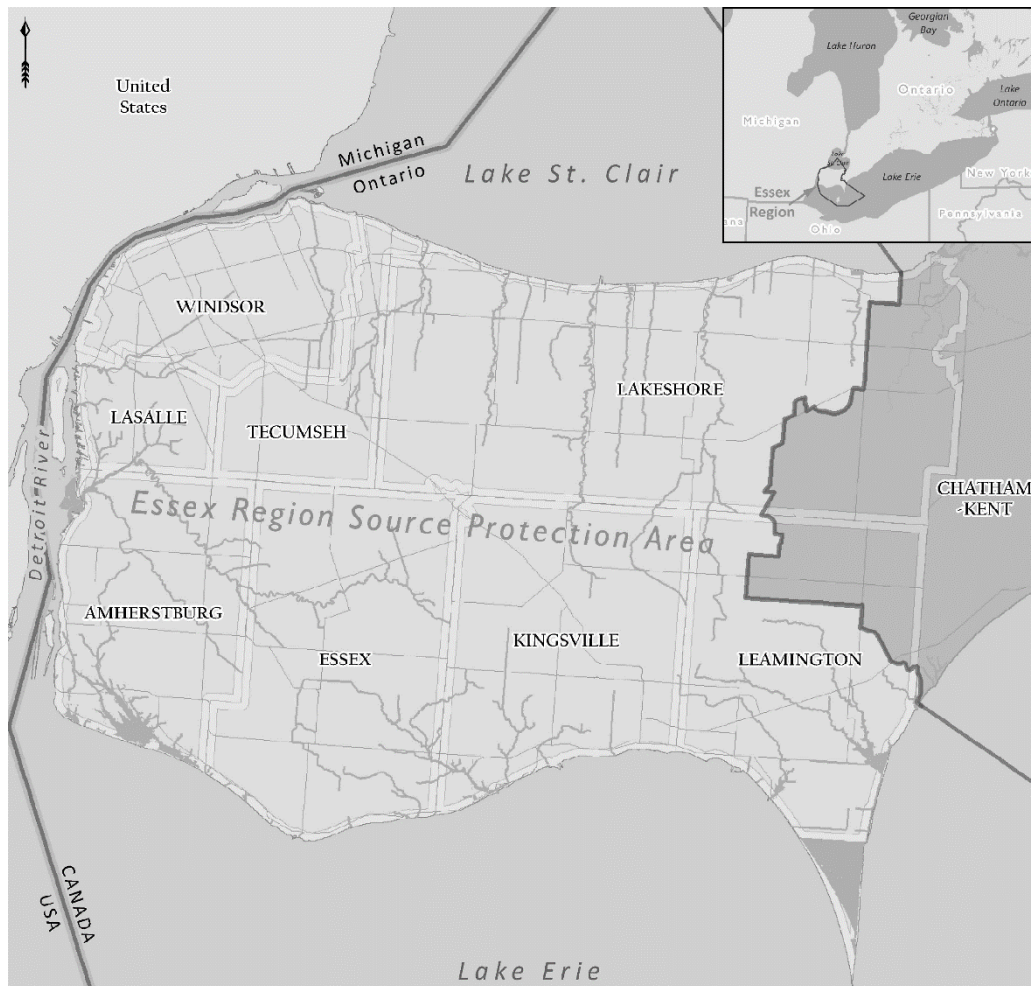 United
States
Michigan
Ontario
Lake St. Clair
Georgian
Bay
Lake Huron
Ontario
Lake
Ontario
Michigan
Lake Erie
New York
Essex
Region
Pennsylvania
Ohio
ana
WINDSOR
LAKESHORE
LASALLE
TECUMSEH
CHATHAM
-KENT
Detroit River
Essex Region Source Protection Area
AMHERSTBURG
ESSEX
KINGSVILLE
LEAMINGTON
CANADA
USA
Lake Erie